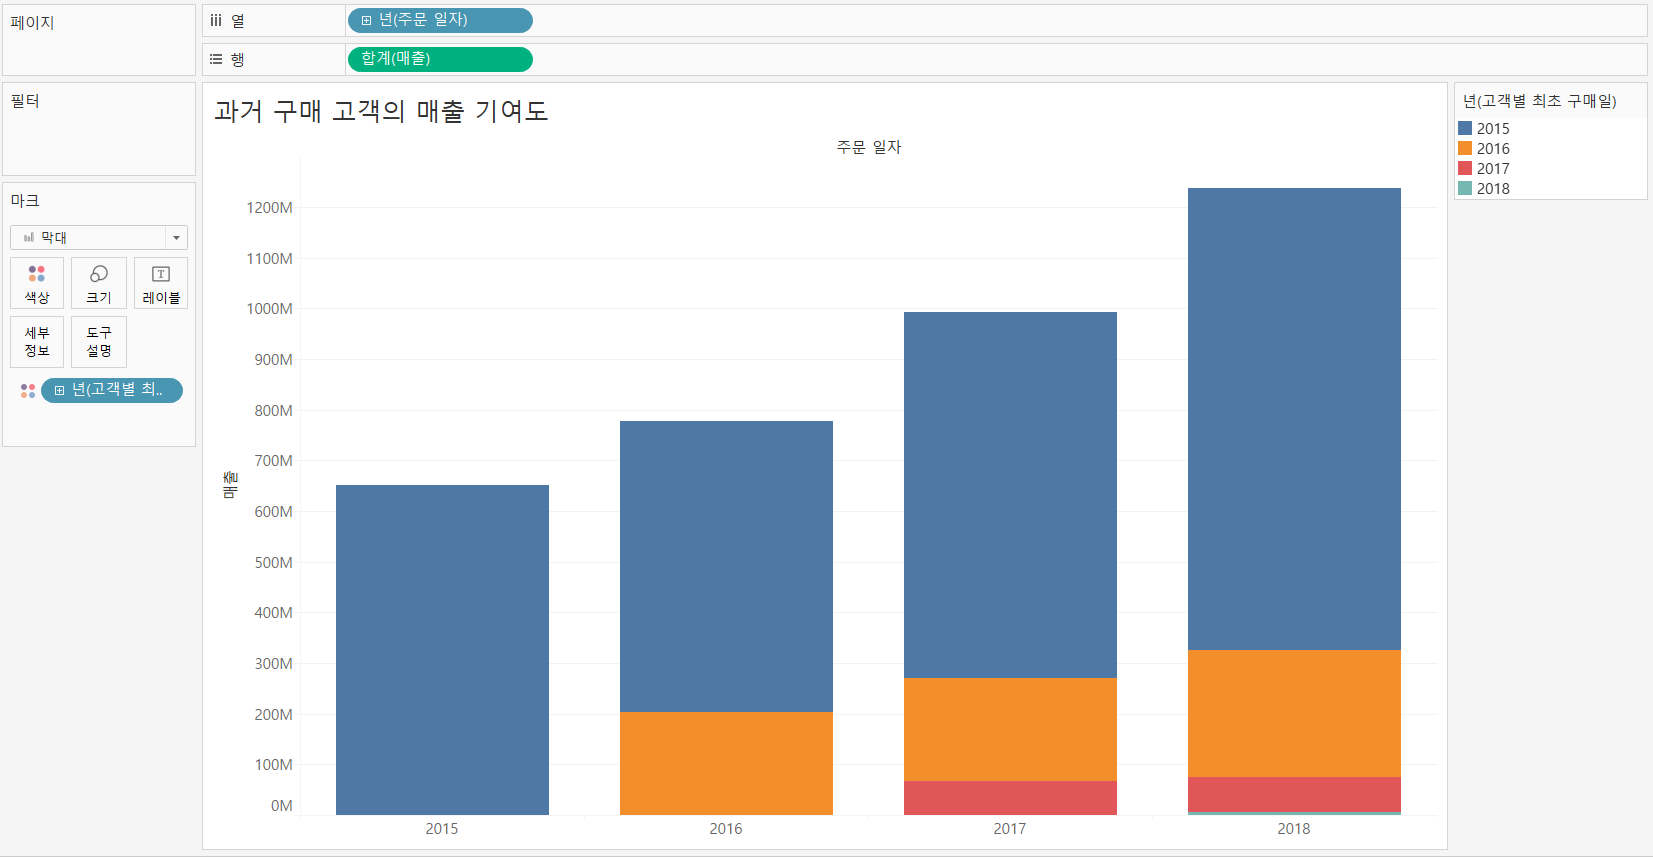 페이지
열
년(주문 일자)
행
합계(매출)
필터
마크
막대
색상
크기
레이블
세부
정보
도구
설명
년(고객별 최..
과거 구매 고객의 매출 기여도
주문 일자
매출
1200M
1100M
1000M
900M
800M
700M
600M
500M
400M
300M
200M
100M
0M
2015
2016
2017
2018
년(고객별 최초 구매일)
2015
2016
2017
2018